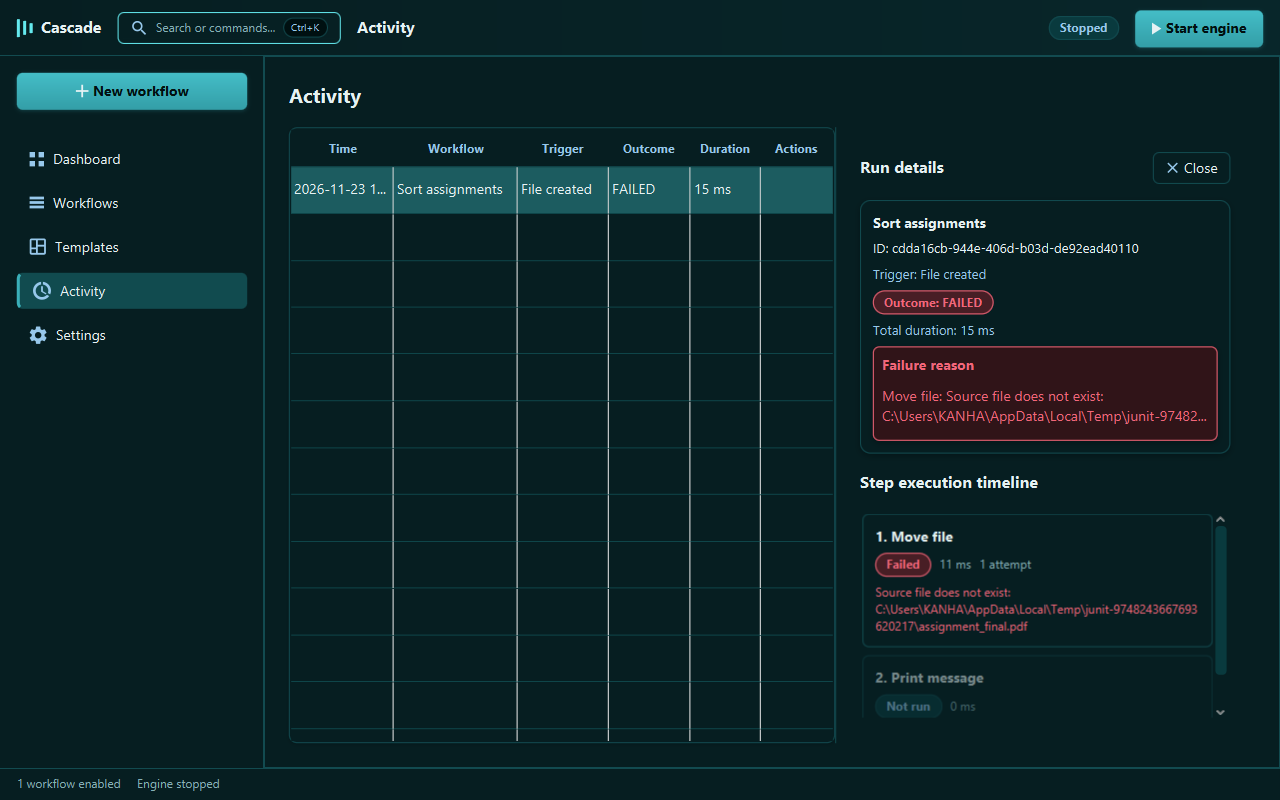 Cascade
Search or commands...
Ctrl+K
Activity
Stopped
Start engine
New workflow
Dashboard
Workflows
Templates
Activity
Settings
Activity
Time
Workflow
Trigger
Outcome
Duration
Actions
2026-11-23 1...
Sort assignments
File created
FAILED
15 ms
Run details
Close
Sort assignments
ID: cdda16cb-944e-406d-b03d-de92ead40110
Trigger: File created
Outcome: FAILED
Total duration: 15 ms
Failure reason
Move file: Source file does not exist:
C:\Users\KANHA\AppData\Local\Temp\junit-97482...
Step execution timeline
1. Move file
Failed
11 ms
1 attempt
Source file does not exist:
C:\Users\KANHA\AppData\Local\Temp\junit-9748243667693
620217\assignment_final.pdf
2. Print message
Not run
0 ms
1 workflow enabled
Engine stopped